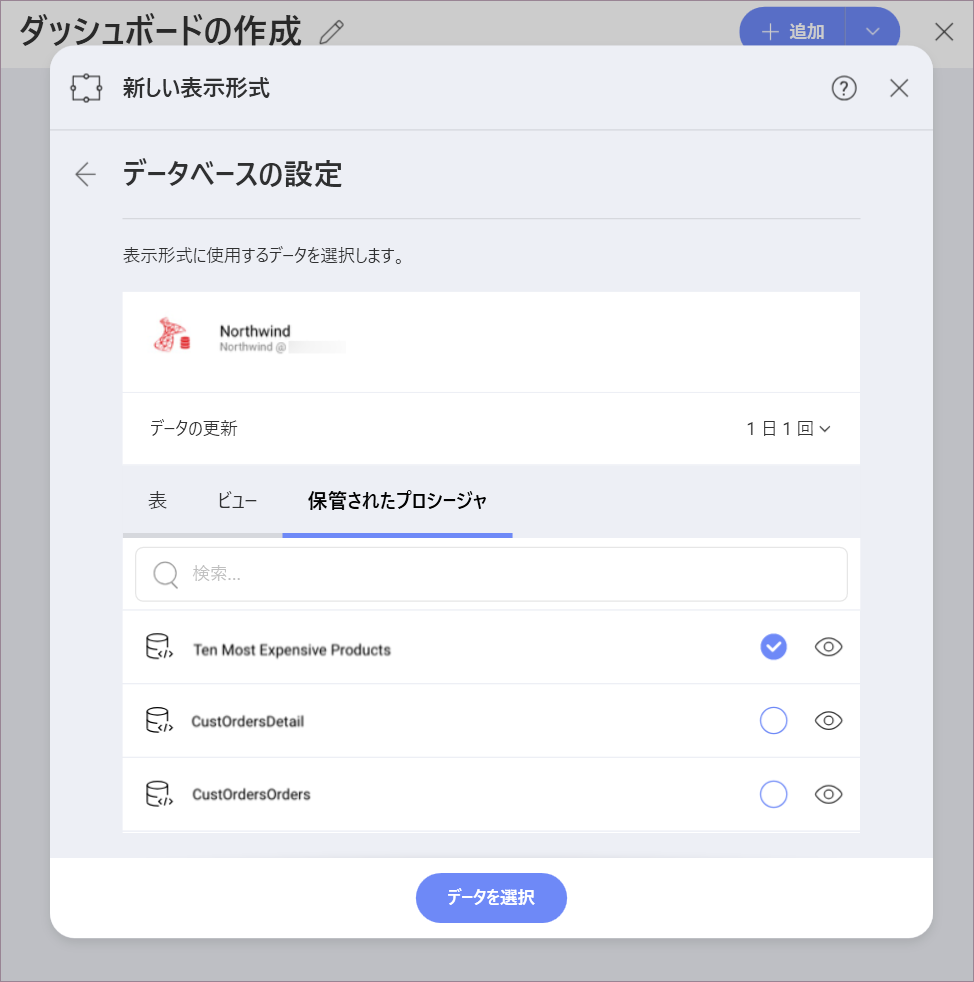 ダッシュボードの作成
追加
新しい表示形式
データベースの設定
表示形式に使用するデータを選択します。
Northwind
Northwind @
データの更新
1 日 1 回
表 ビュー 保管されたプロシージャ
検索...
Ten Most Expensive Products
CustOrdersDetail
CustOrdersOrders
データを選択